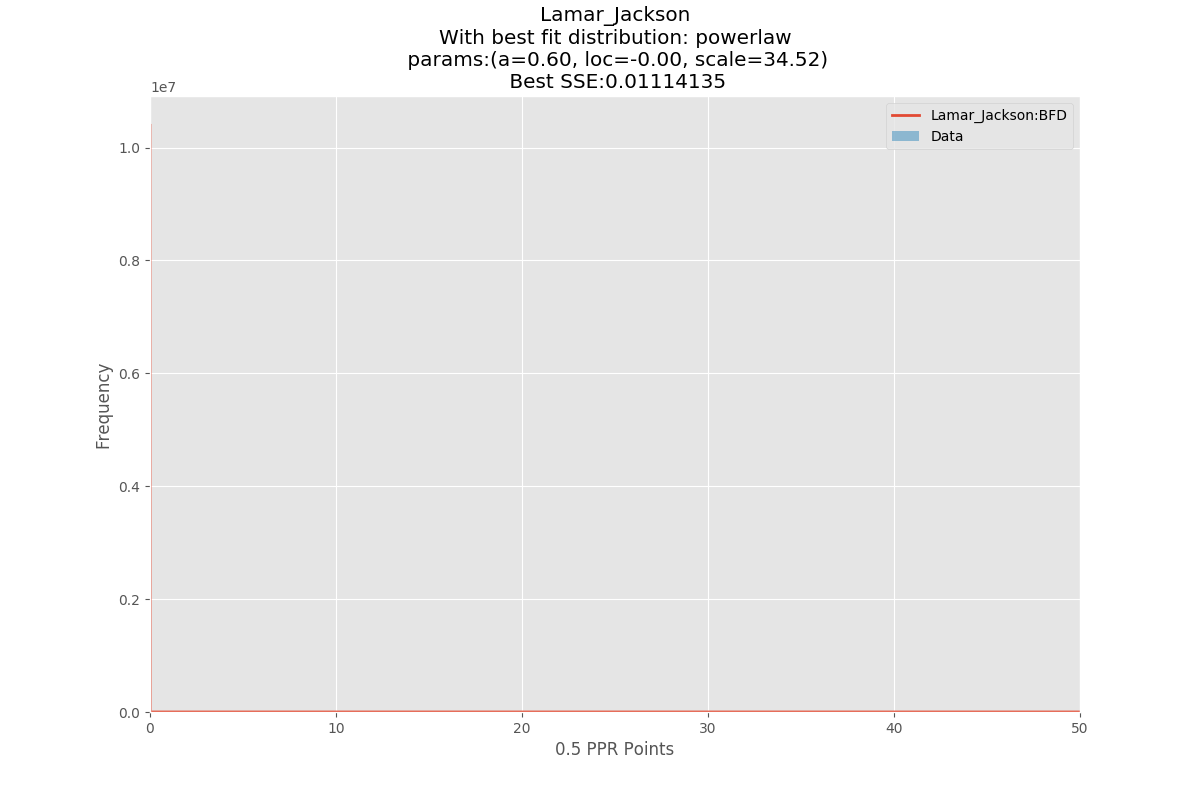 Lamar_Jackson
With best fit distribution: powerlaw
params:(a=0.60, loc=-0.00, scale=34.52)
Best SSE:0.01114135
1e7
Lamar_Jackson:BFD
Data
1.0
0.8
0.6
0.4
0.2
0.0
Frequency
0 10 20 30 40 50
0.5 PPR Points